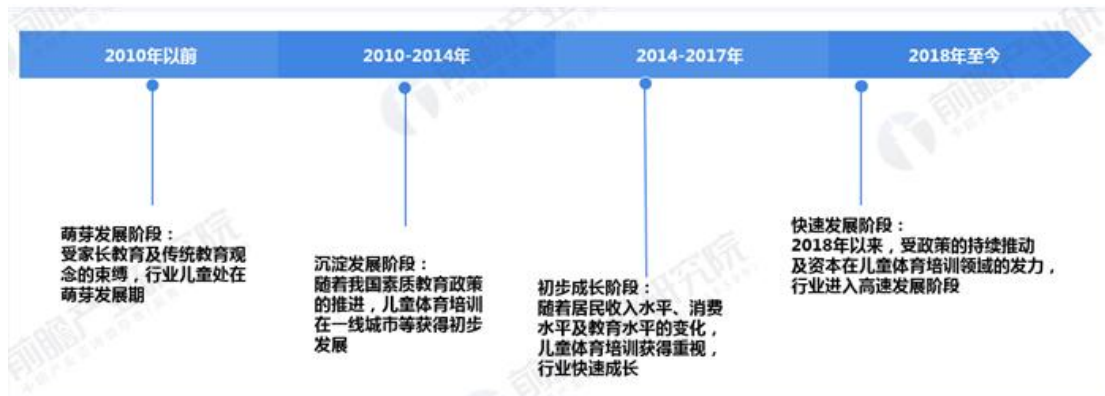 2010年以前
2010-2014年
2014-2017年
2018年至今
萌芽发展阶段：
受家长教育及传统教育观
念的束缚，行业儿童处在
萌芽发展期
沉淀发展阶段：
随着我国素质教育政策
的推进，儿童体育培训
在一线城市等获得初步
发展
初步成长阶段：
随着居民收入水平、消费
水平及教育水平的变化，
儿童体育培训获得重视，
行业快速成长
快速发展阶段：
2018年以来，受政策的持续推动
及资本在儿童体育培训领域的发力，
行业进入高速发展阶段
前瞻产业研究院